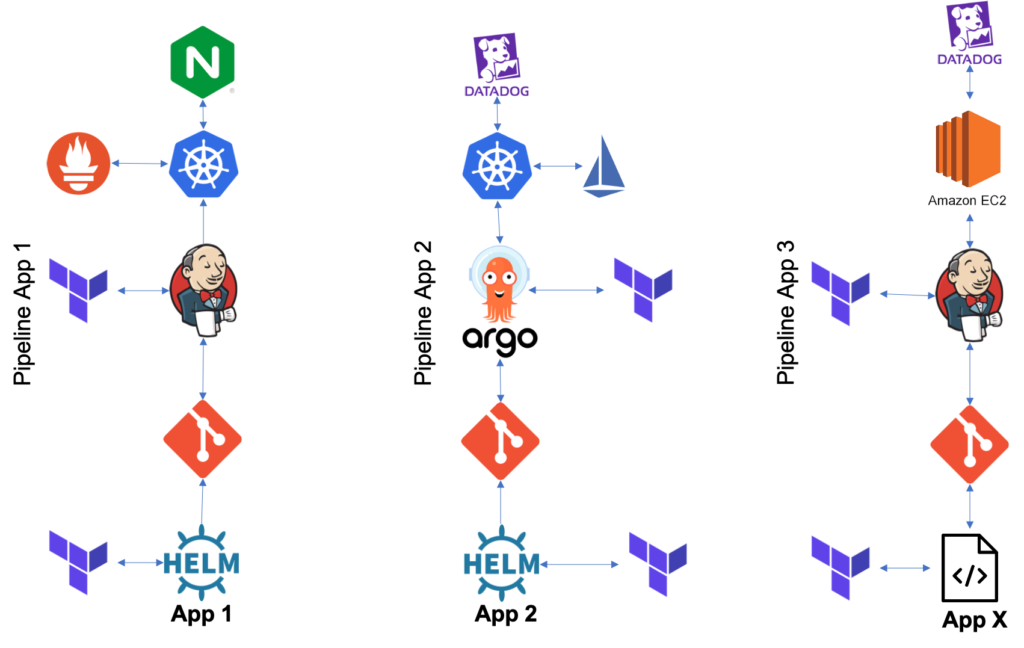 N
®
Pipeline App 1
HELM
App 1
DATADOG
Pipeline App 2
argo
HELM
App 2
DATADOG
Amazon EC2
Pipeline App 3
</>
App X